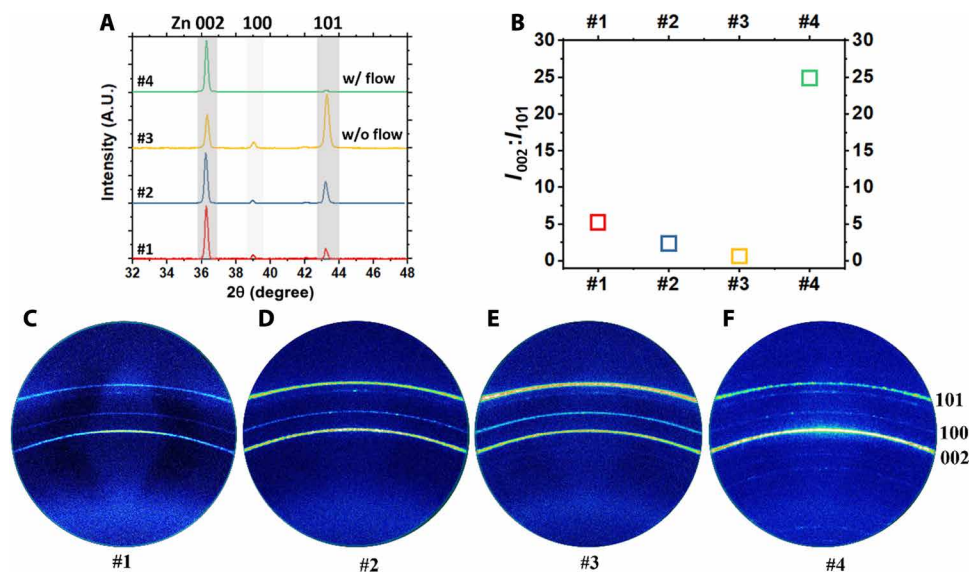 A
Zn 002 100 101
#4 w/ flow
#3 w/o flow
#2
#1
Intensity (A.U.)
32 34 36 38 40 42 44 46 48
2θ (degree)
B
#1 #2 #3 #4
30 30
25 25
20 20
15 15
10 10
5 5
0 0
I002:I101
#1 #2 #3 #4
C D E F
101
100
002
#1 #2 #3 #4